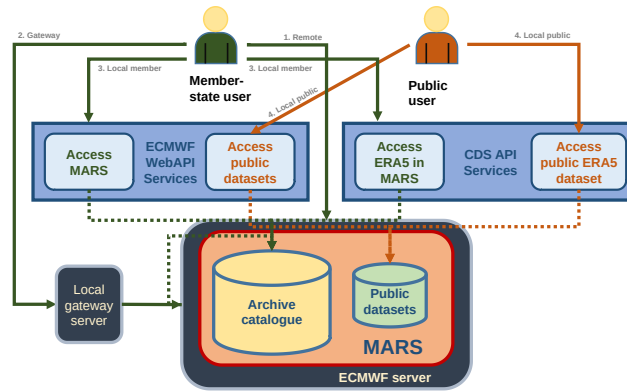 2. Gateway
1. Remote
4. Local public
3. Local member
3. Local member
Member-
state user
Public
user
4. Local public
Access
MARS
ECMWF
WebAPI
Services
Access
public
datasets
Access
ERA5 in
MARS
CDS API
Services
Access
public ERA5
dataset
Local
gateway
server
Archive
catalogue
Public
datasets
MARS
ECMWF server